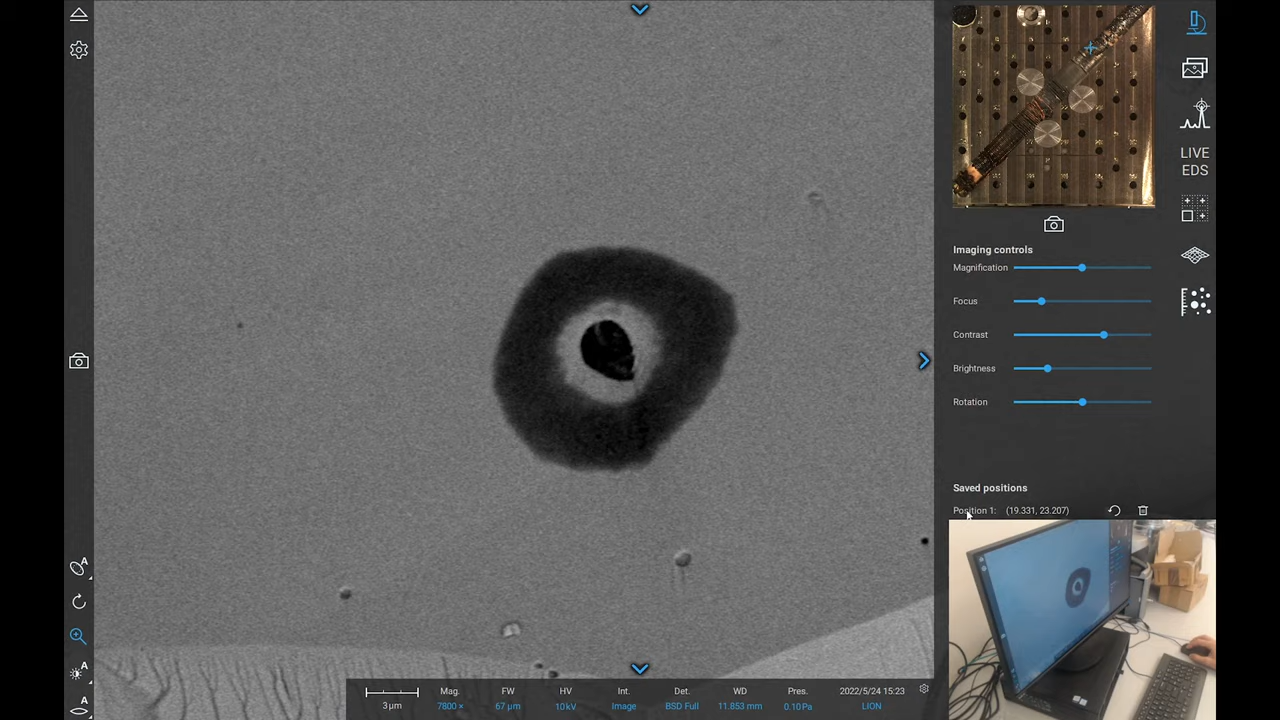 LIVE
EDS
Imaging controls
Magnification
Focus
Contrast
Brightness
Rotation
Saved positions
Position 1: (19.331, 23.207)
A
A
A
3 µm
Mag. FW HV Int. Det. WD Pres. 2022/5/24 15:23
7800 × 67 µm 10 kV Image BSD Full 11.853 mm 0.10 Pa LION